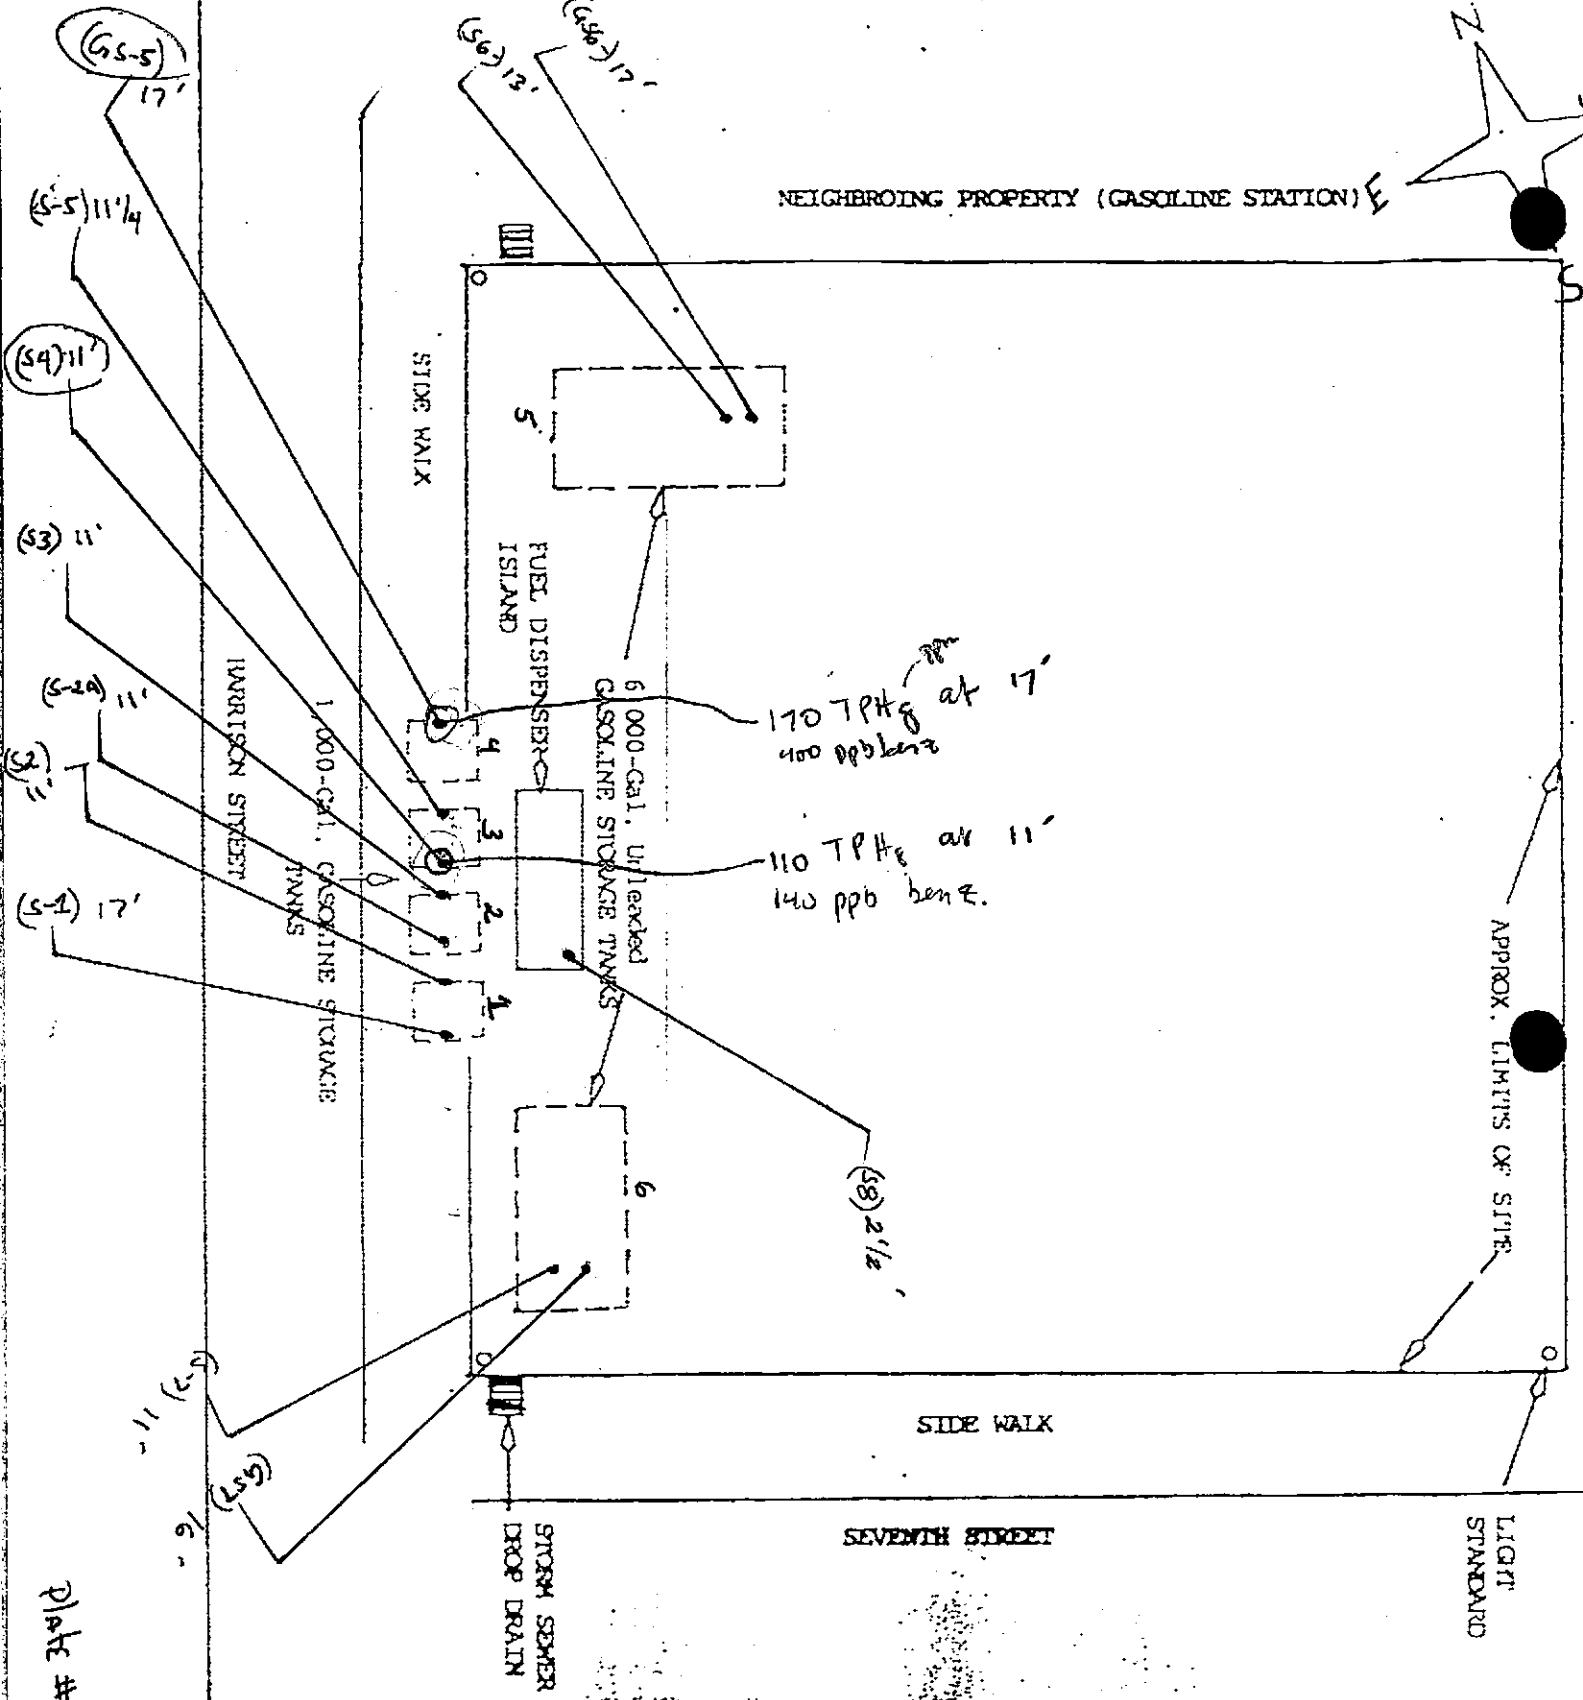 N
E
S
(GS-5)
17'
(S6-) 13'
(GS6-) 17'
NEIGHBROING PROPERTY (GASOLINE STATION)
(S-5) 11'1/4
(S4) 11'
(S3) 11'
(S-2A) 11'
(S2)
11'
(S-1) 17'
SIDE WALK
5
FUEL DISPENSER
ISLAND
6 000-Gal. Unleaded
GASOLINE STORAGE TANKS
170 TPHg ppm at 17'
400 ppb benz
110 TPHg at 11'
140 ppb benz.
4
3
2
1
HARRISON STREET
1,000-Gal. GASOLINE STORAGE
TANKS
6
(S8) 2 1/2'
APPROX. LIMITS OF SITE
11'
16'
SIDE WALK
SEVENTH STREET
STORM SEWER
DROP DRAIN
LIGHT
STANDARD
Plate #